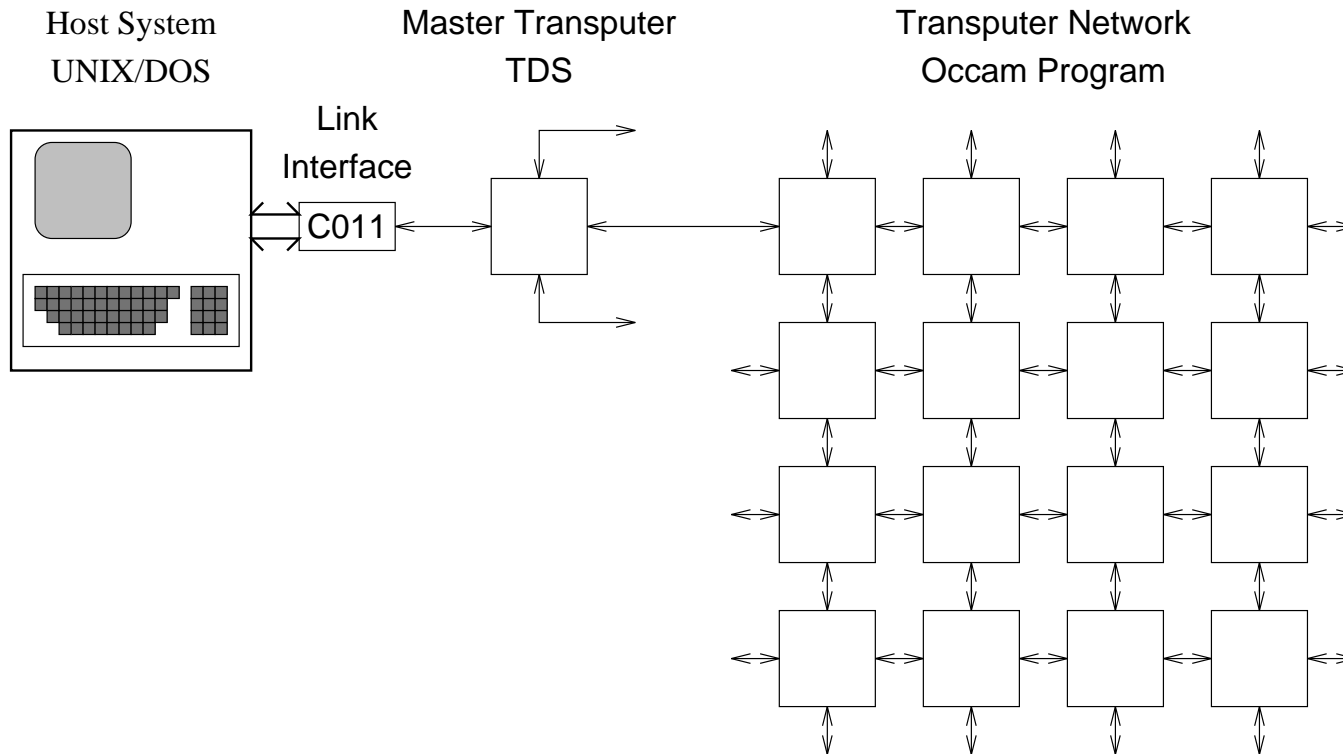 Host System
UNIX/DOS
Master Transputer
TDS
Transputer Network
Occam Program
Link
Interface
C011